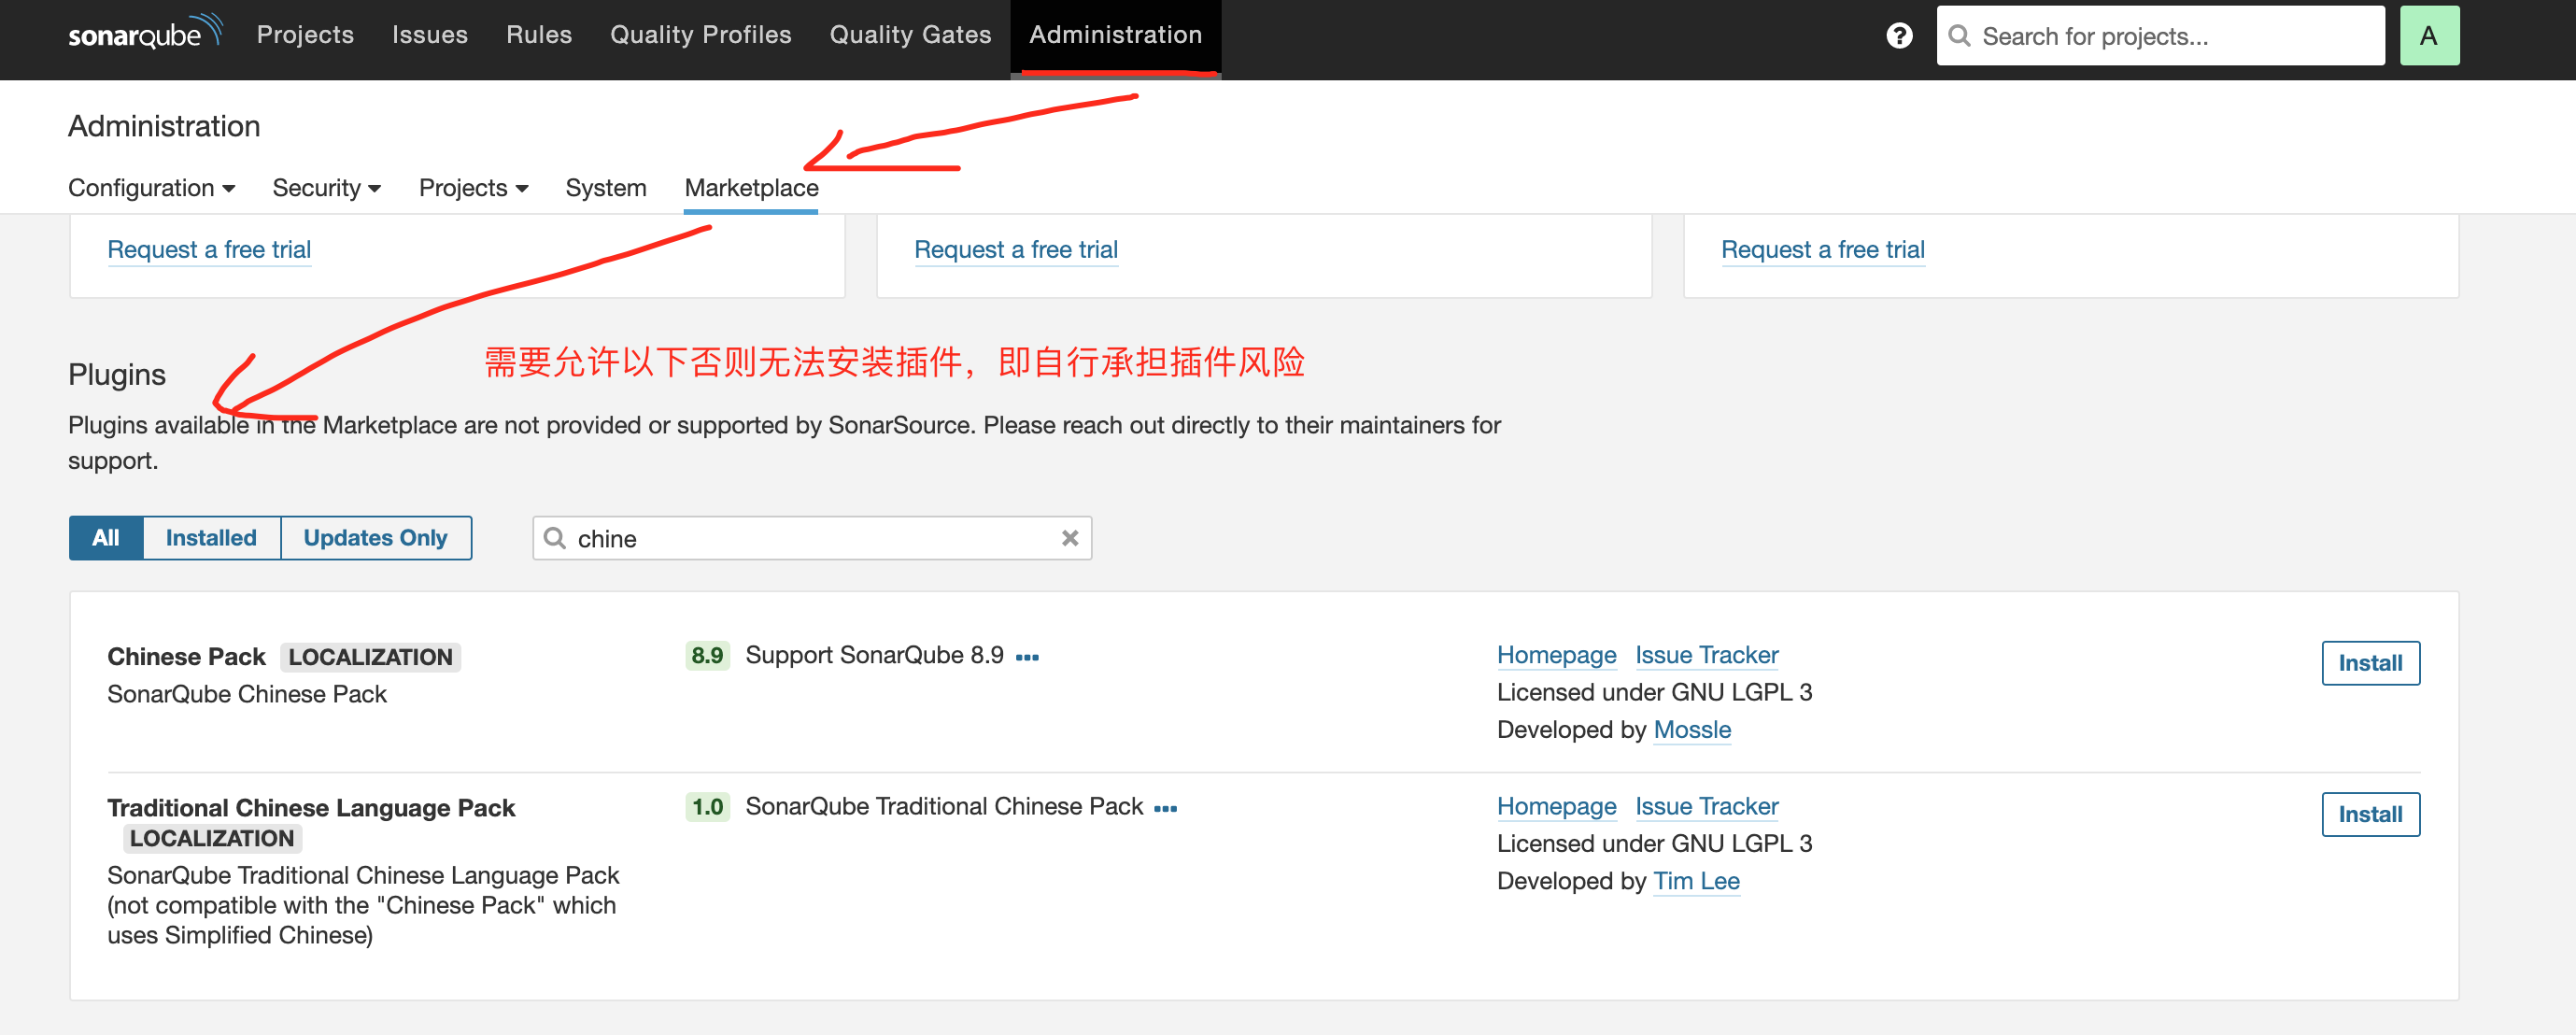 sonarqube Projects Issues Rules Quality Profiles Quality Gates Administration Search for projects... A
Administration
Configuration Security Projects System Marketplace
Request a free trial Request a free trial Request a free trial
需要允许以下否则无法安装插件，即自行承担插件风险
Plugins
Plugins available in the Marketplace are not provided or supported by SonarSource. Please reach out directly to their maintainers for
support.
All Installed Updates Only chine
Chinese Pack LOCALIZATION 8.9 Support SonarQube 8.9 ... Homepage Issue Tracker Install
SonarQube Chinese Pack Licensed under GNU LGPL 3
Developed by Mossle
Traditional Chinese Language Pack 1.0 SonarQube Traditional Chinese Pack ... Homepage Issue Tracker Install
LOCALIZATION Licensed under GNU LGPL 3
SonarQube Traditional Chinese Language Pack Developed by Tim Lee
(not compatible with the "Chinese Pack" which
uses Simplified Chinese)